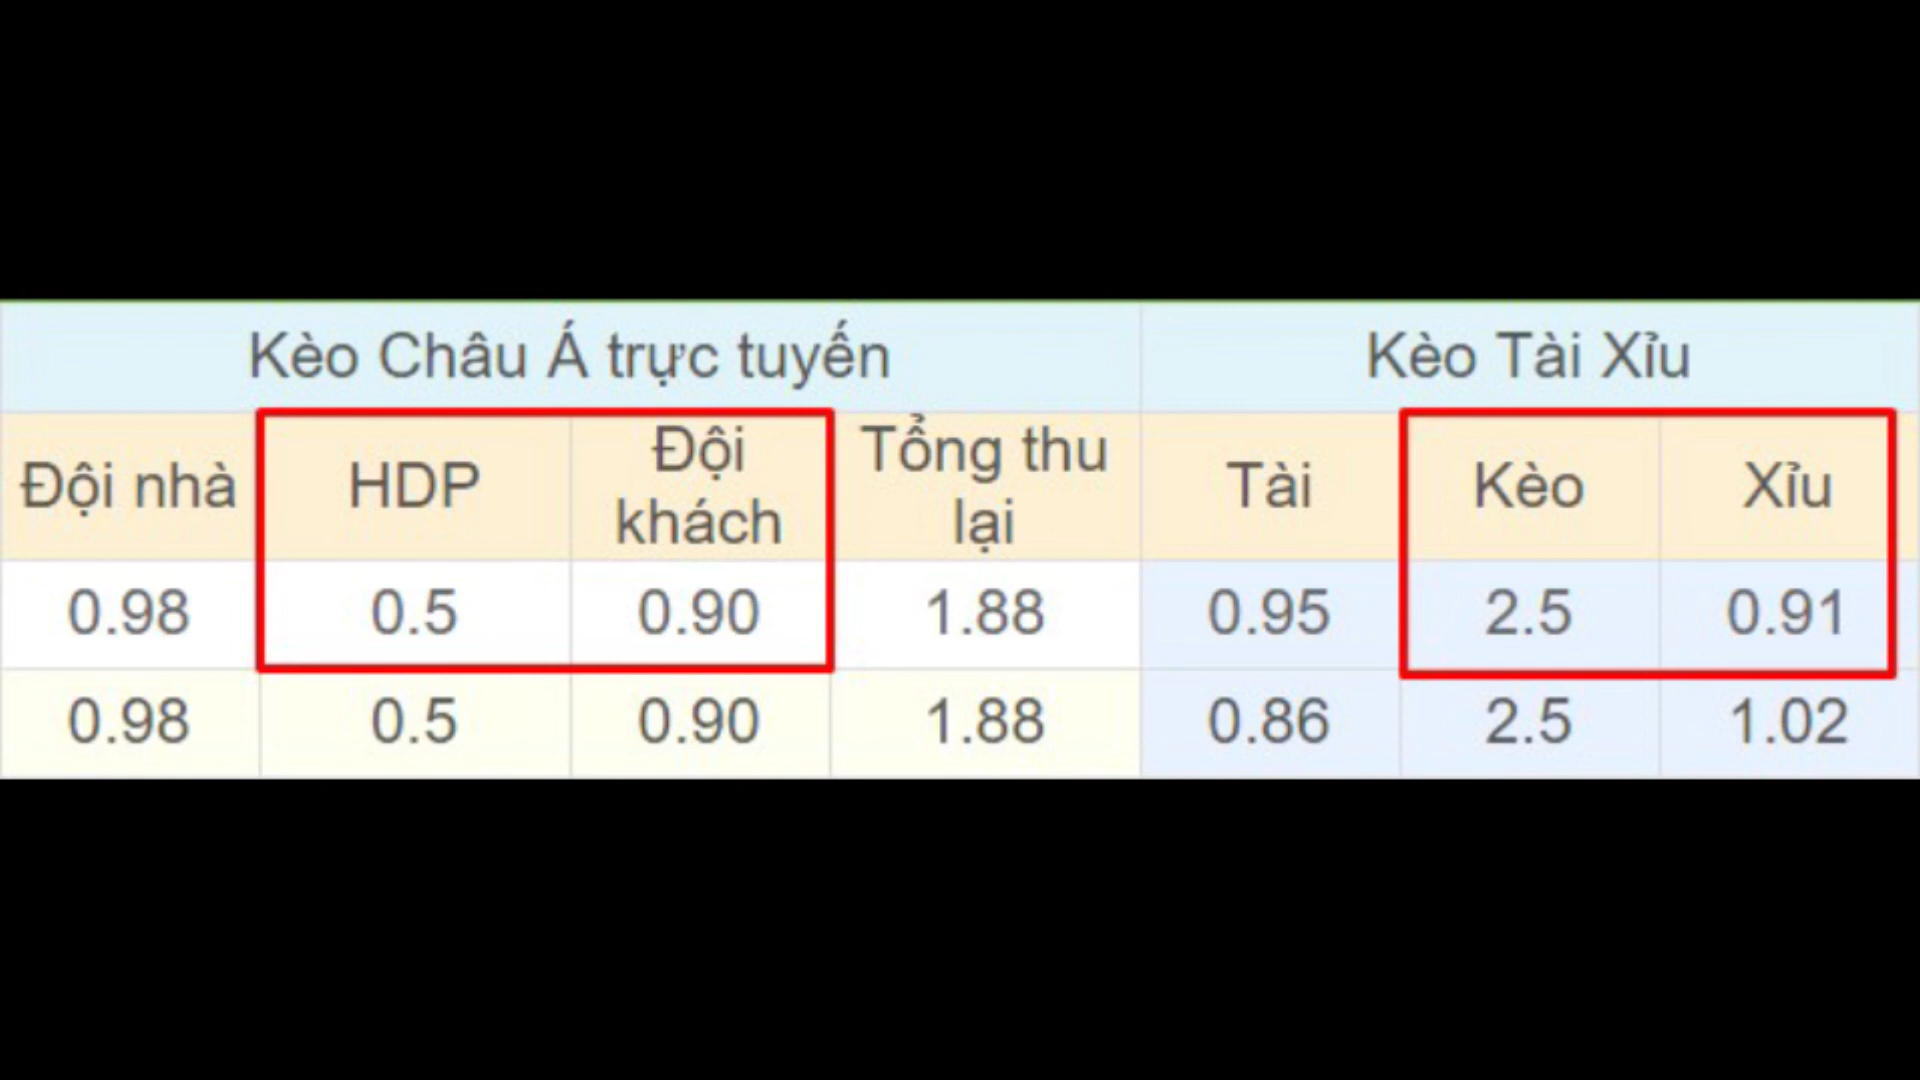 Kèo Châu Á trực tuyến Kèo Tài Xỉu
Đội nhà HDP Đội khách Tổng thu lại Tài Kèo Xỉu
0.98 0.5 0.90 1.88 0.95 2.5 0.91
0.98 0.5 0.90 1.88 0.86 2.5 1.02